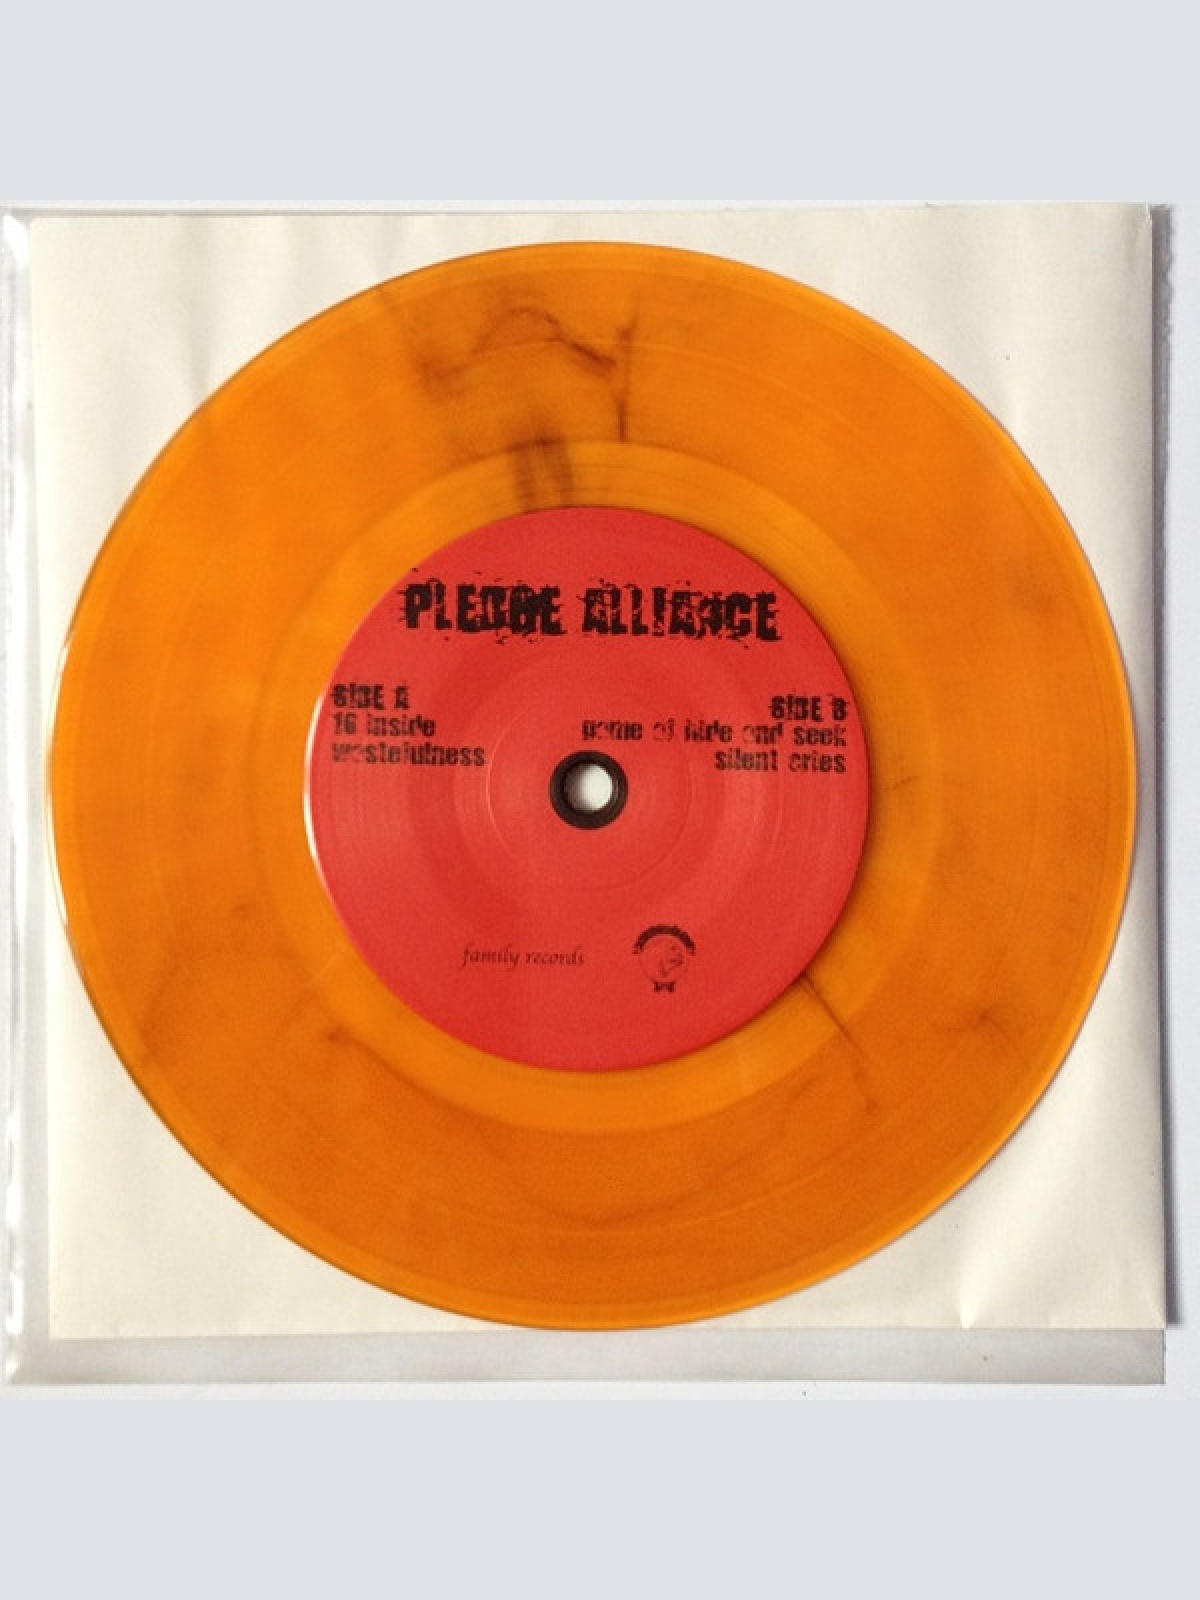 PLEDGE ALLIANCE
SIDE A
16 inside
wastefulness
SIDE B
game of hide and seek
silent cries
family records